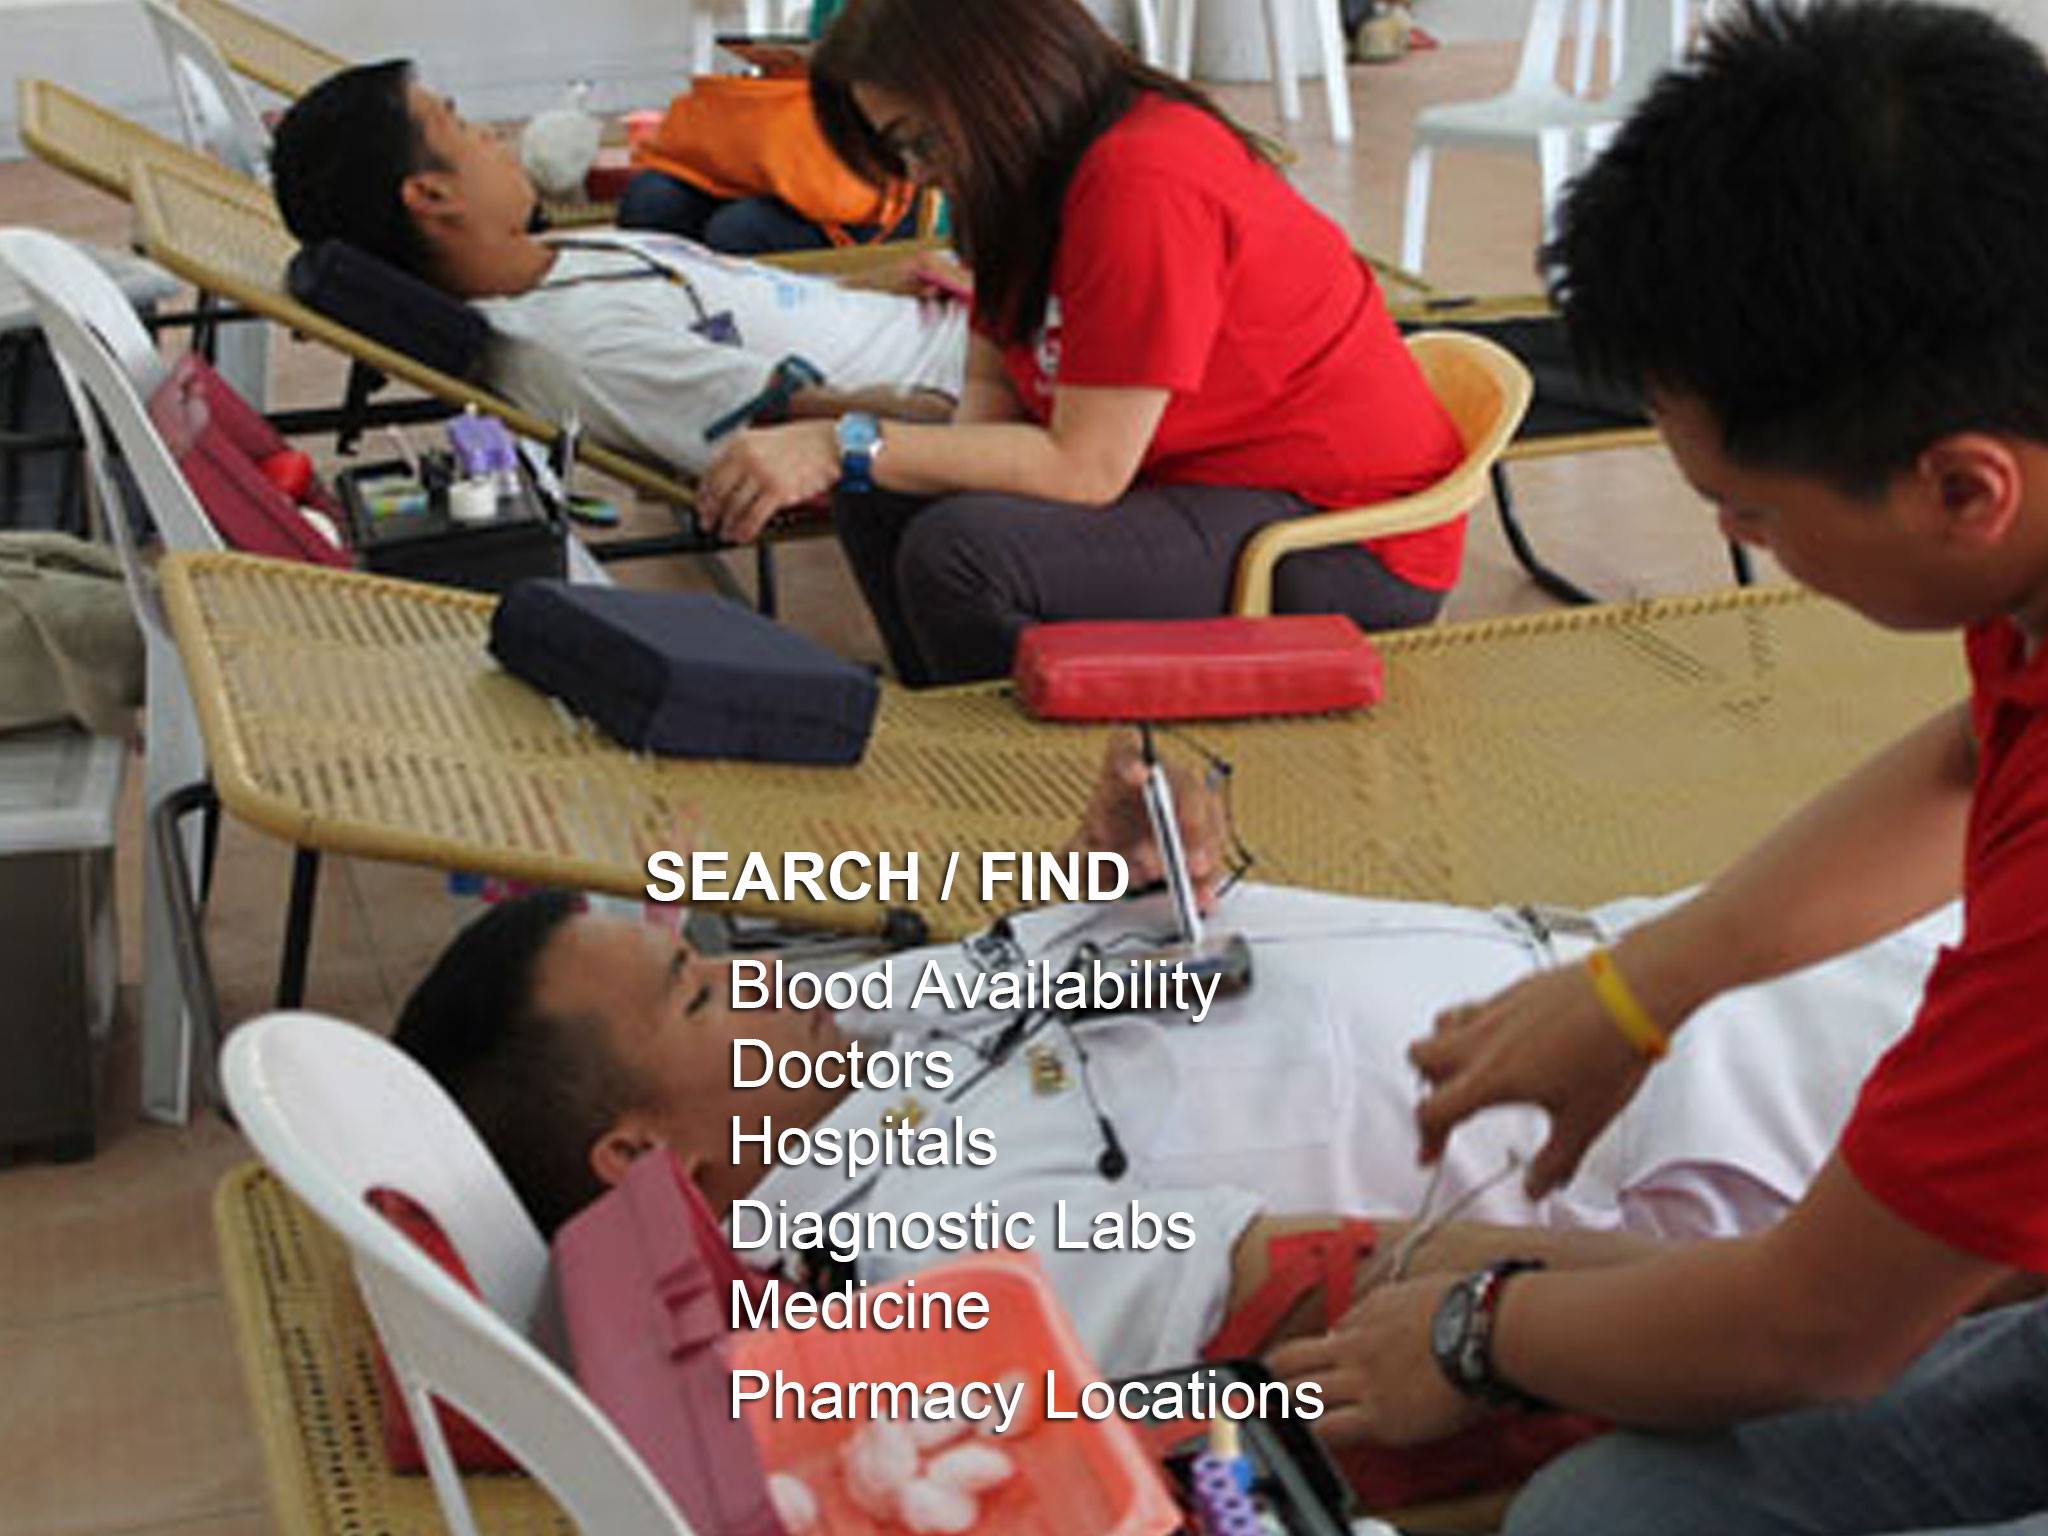 SEARCH / FIND
Blood Availability
Doctors
Hospitals
Diagnostic Labs
Medicine
Pharmacy Locations